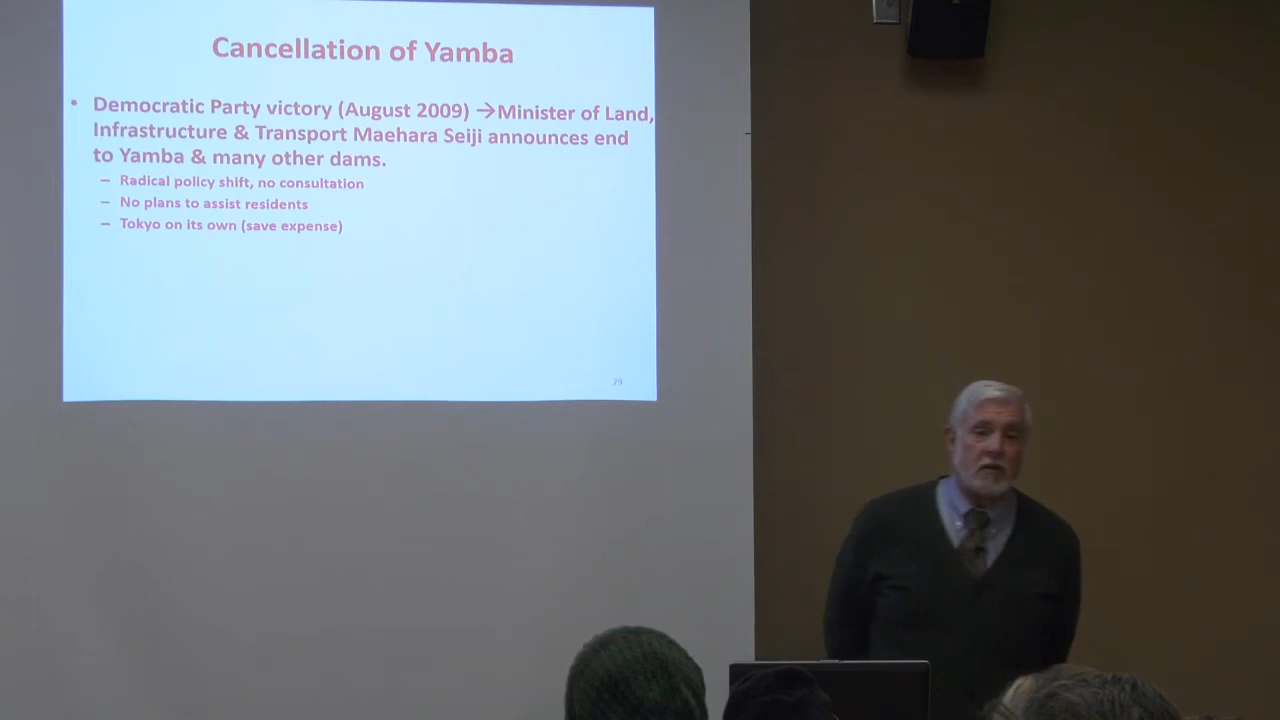 Cancellation of Yamba
• Democratic Party victory (August 2009) →Minister of Land,
Infrastructure & Transport Maehara Seiji announces end
to Yamba & many other dams.
– Radical policy shift, no consultation
– No plans to assist residents
– Tokyo on its own (save expense)
29